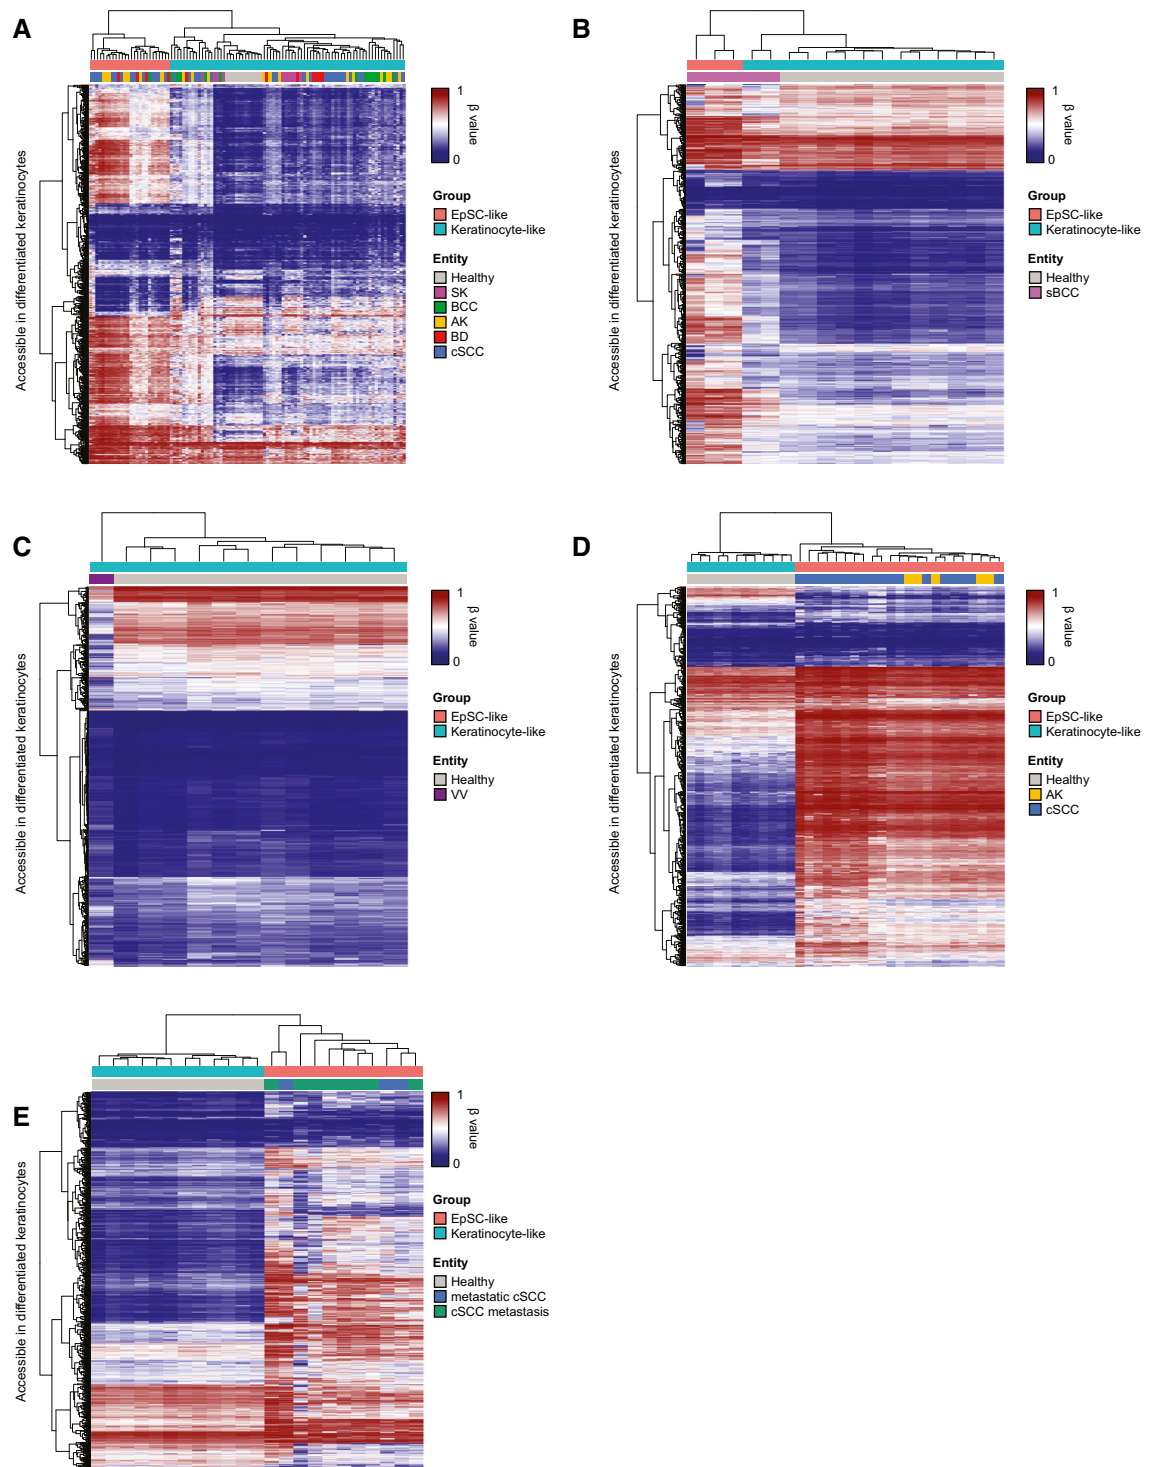 A
Accessible in differentiated keratinocytes
1
0
β value
Group
EpSC-like
Keratinocyte-like
Entity
Healthy
SK
BCC
AK
BD
cSCC
B
Accessible in differentiated keratinocytes
1
0
β value
Group
EpSC-like
Keratinocyte-like
Entity
Healthy
sBCC
C
Accessible in differentiated keratinocytes
1
0
β value
Group
EpSC-like
Keratinocyte-like
Entity
Healthy
VV
D
Accessible in differentiated keratinocytes
1
0
β value
Group
EpSC-like
Keratinocyte-like
Entity
Healthy
AK
cSCC
E
Accessible in differentiated keratinocytes
1
0
β value
Group
EpSC-like
Keratinocyte-like
Entity
Healthy
metastatic cSCC
cSCC metastasis